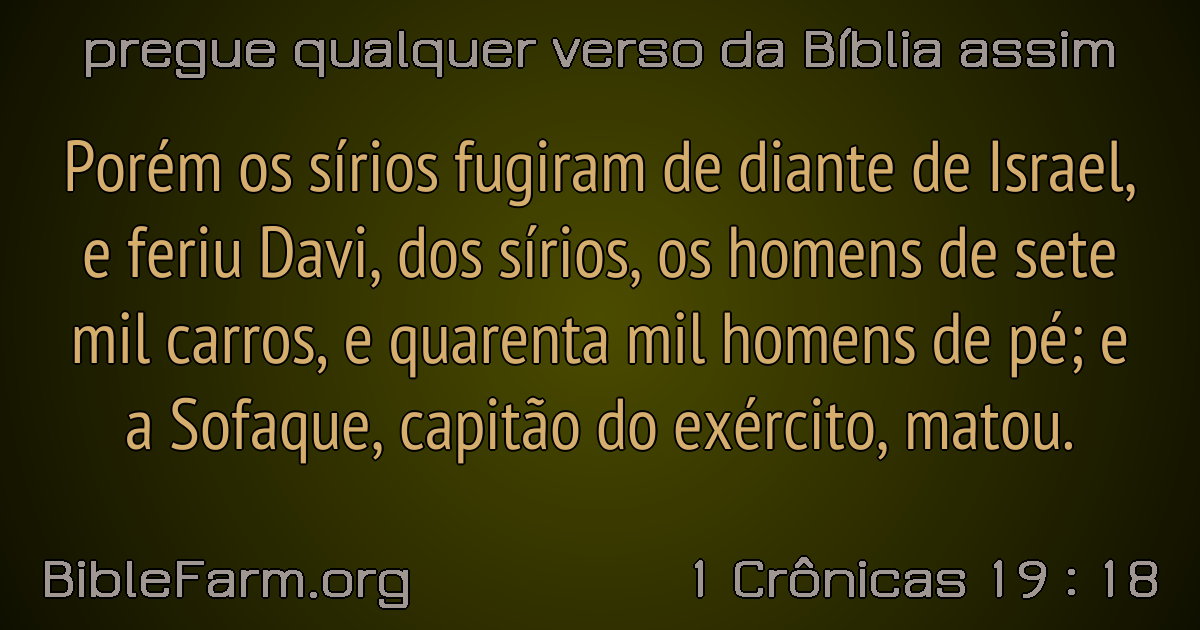 pregue qualquer verso da Bíblia assim
Porém os sírios fugiram de diante de Israel,
e feriu Davi, dos sírios, os homens de sete
mil carros, e quarenta mil homens de pé; e
a Sofaque, capitão do exército, matou.
BibleFarm.org
1 Crônicas 19 : 18